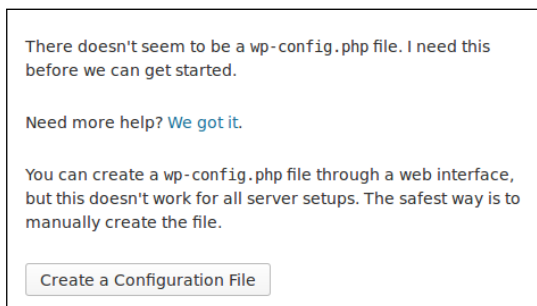 There doesn't seem to be a wp-config.php file. I need this
before we can get started.
Need more help? We got it.
You can create a wp-config.php file through a web interface,
but this doesn't work for all server setups. The safest way is to
manually create the file.
Create a Configuration File